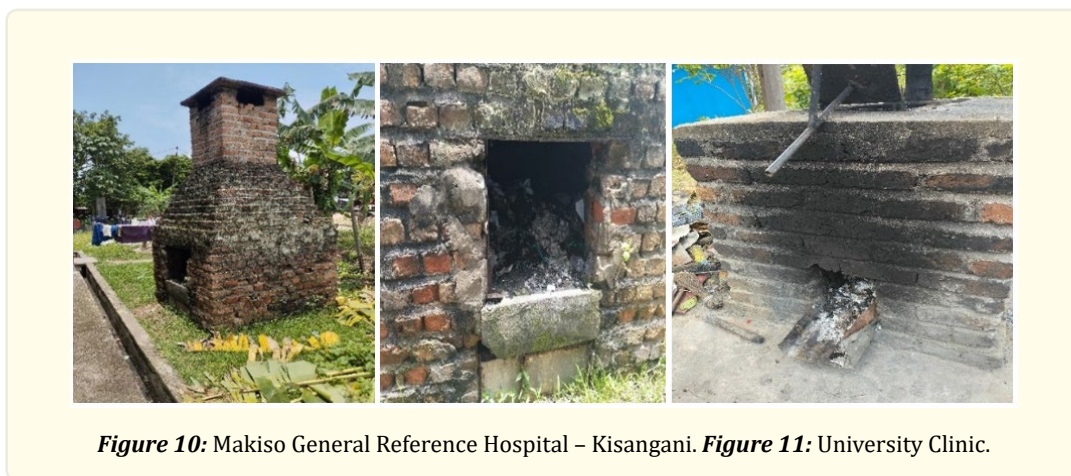 Figure 10: Makiso General Reference Hospital – Kisangani. Figure 11: University Clinic.